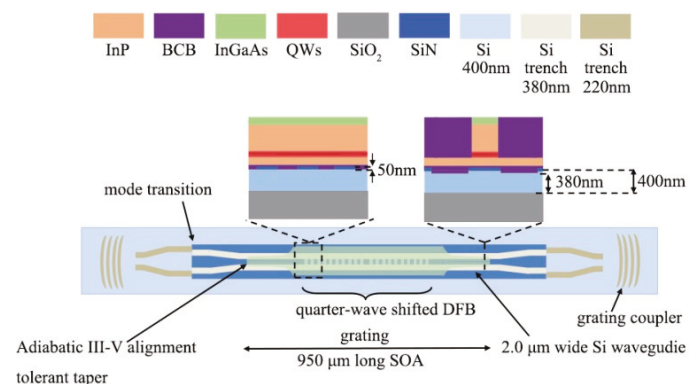 InP BCB InGaAs QWs SiO2 SiN Si Si Si
400nm trench trench
380nm 220nm
50nm
380nm
400nm
mode transition
quarter-wave shifted DFB
grating
grating coupler
Adiabatic III-V alignment
tolerant taper
950 μm long SOA
2.0 μm wide Si wavegudie